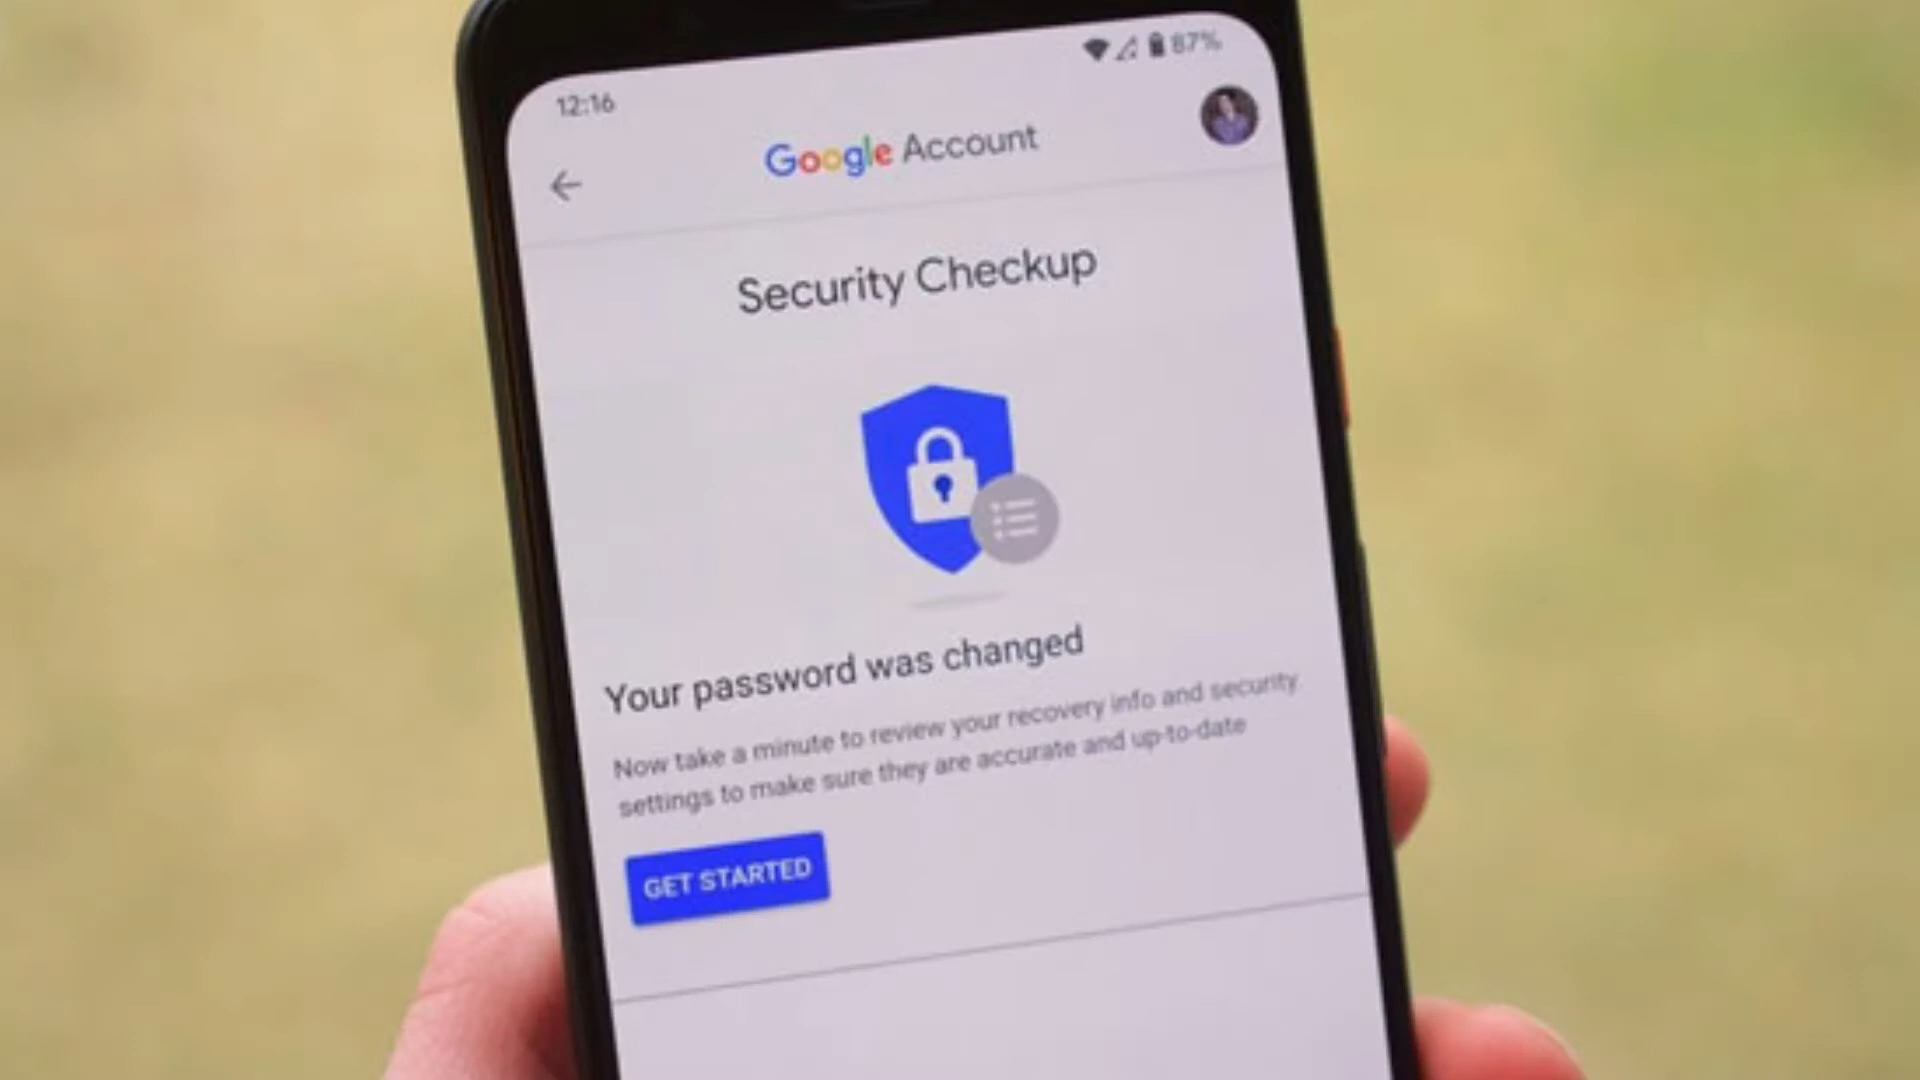 12:16
87%
Google Account
Security Checkup
Your password was changed
Now take a minute to review your recovery info and security
settings to make sure they are accurate and up-to-date
GET STARTED